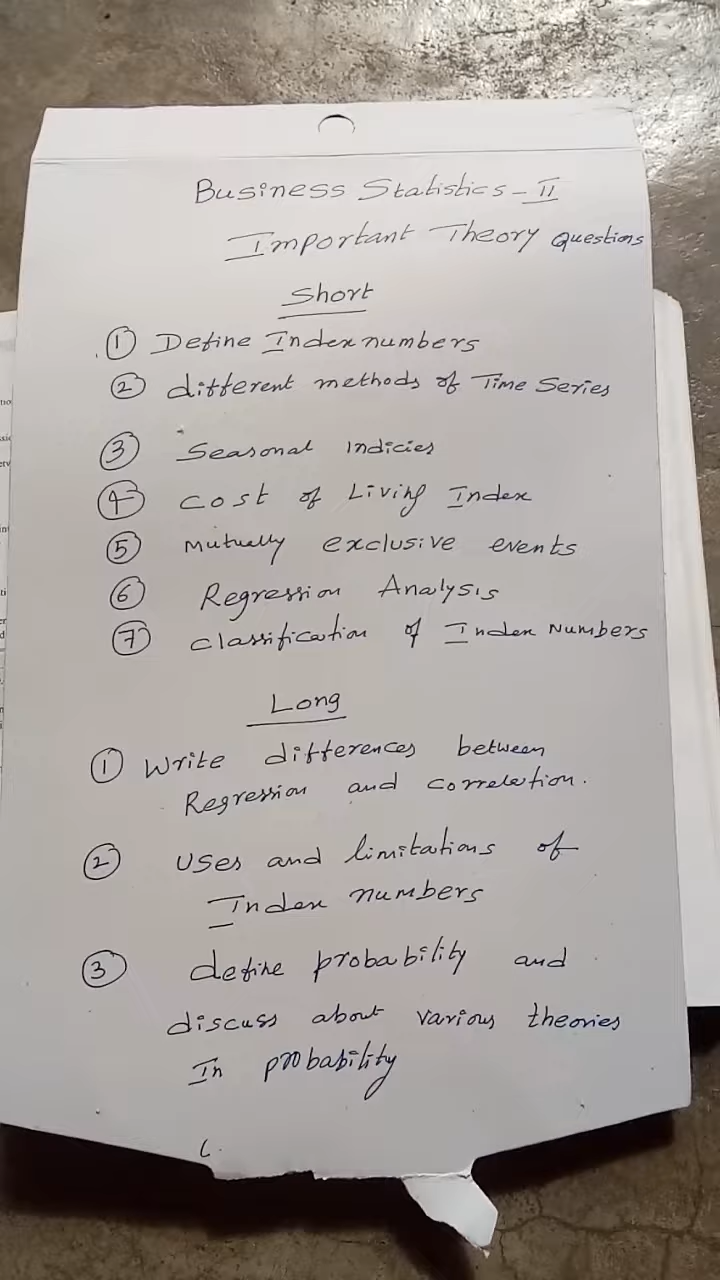 Business Statistics - II
Important Theory Questions
Short
① Define Index numbers
② different methods of Time Series
③ Seasonal Indicies
④ cost of Living Index
⑤ Mutually exclusive events
⑥ Regression Analysis
⑦ classification of Index Numbers
Long
① Write differences between
Regression and correlation.
② uses and limitations of
Index numbers
③ define probability and
discuss about various theories
In probability